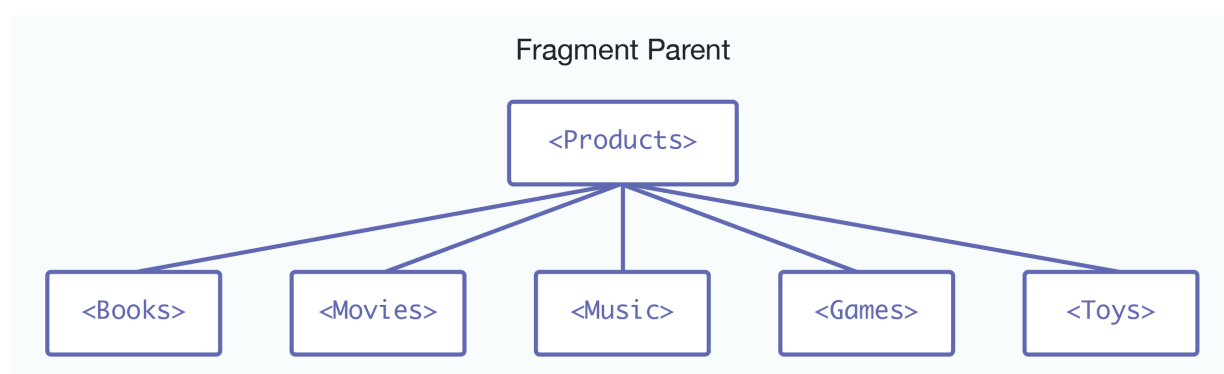 Fragment Parent
<Products>
<Books>
<Movies>
<Music>
<Games>
<Toys>